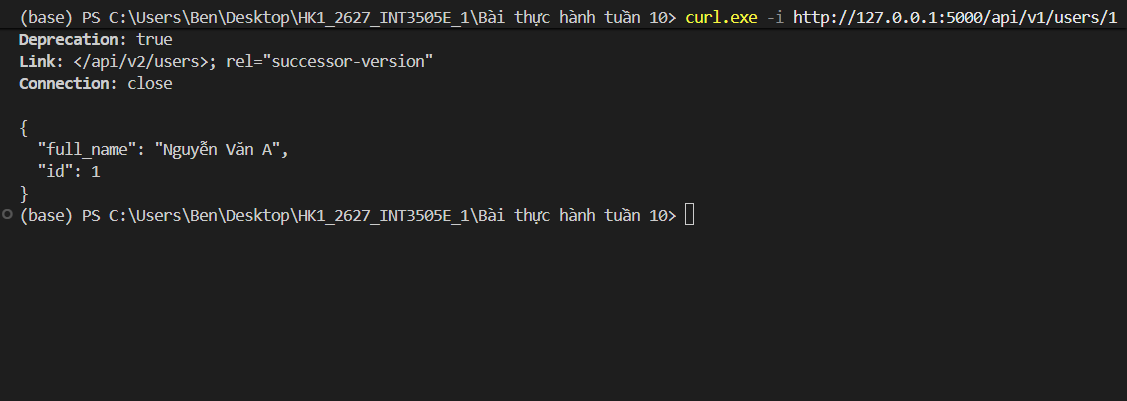 (base) PS C:\Users\Ben\Desktop\HK1_2627_INT3505E_1\Bài thực hành tuần 10> curl.exe -i http://127.0.0.1:5000/api/v1/users/1
Deprecation: true
Link: </api/v2/users>; rel="successor-version"
Connection: close

{
  "full_name": "Nguyễn Văn A",
  "id": 1
}
(base) PS C:\Users\Ben\Desktop\HK1_2627_INT3505E_1\Bài thực hành tuần 10>